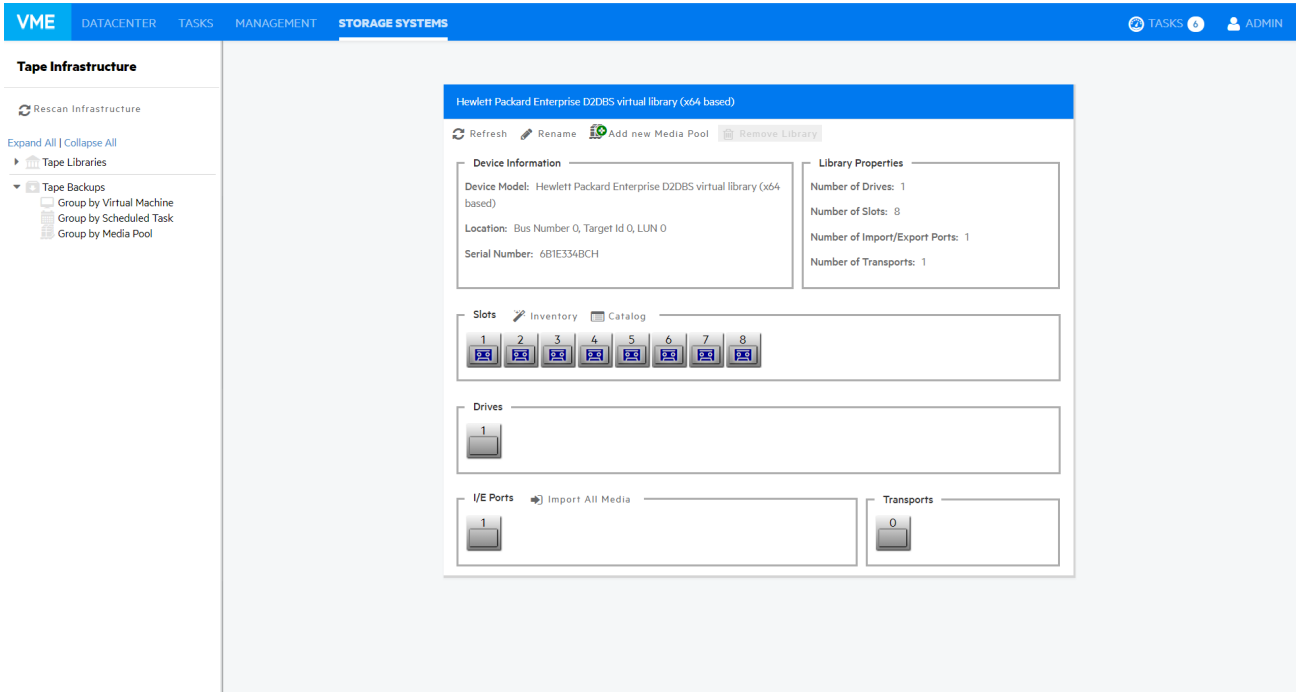 VME DATACENTER TASKS MANAGEMENT STORAGE SYSTEMS TASKS 6 ADMIN
Tape Infrastructure
Rescan Infrastructure
Expand All | Collapse All
Tape Libraries
Tape Backups
Group by Virtual Machine
Group by Scheduled Task
Group by Media Pool
Hewlett Packard Enterprise D2DBS virtual library (x64 based)
Refresh Rename Add new Media Pool Remove Library
Device Information
Device Model: Hewlett Packard Enterprise D2DBS virtual library (x64
based)
Location: Bus Number 0, Target Id 0, LUN 0
Serial Number: 6B1E334BCH
Library Properties
Number of Drives: 1
Number of Slots: 8
Number of Import/Export Ports: 1
Number of Transports: 1
Slots Inventory Catalog
1 2 3 4 5 6 7 8
Drives
1
I/E Ports Import All Media
1
Transports
0